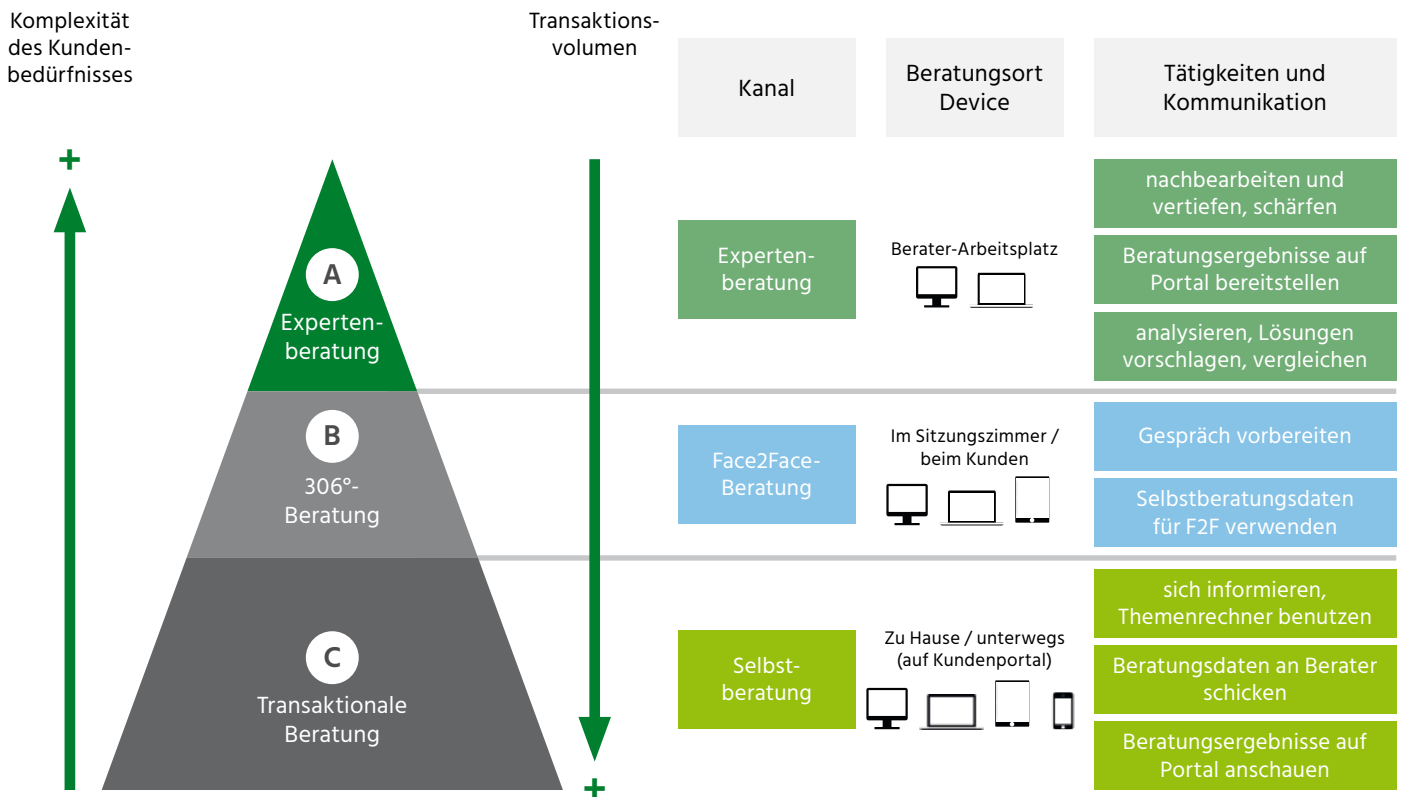 Komplexität
des Kunden-
bedürfnisses
+
Transaktions-
volumen
+
A
Experten-
beratung
B
306°-
Beratung
C
Transaktionale
Beratung
Kanal
Beratungsort
Device
Tätigkeiten und
Kommunikation
Experten-
beratung
Berater-Arbeitsplatz
nachbearbeiten und
vertiefen, schärfen
Beratungsergebnisse auf
Portal bereitstellen
analysieren, Lösungen
vorschlagen, vergleichen
Face2Face-
Beratung
Im Sitzungszimmer /
beim Kunden
Gespräch vorbereiten
Selbstberatungsdaten
für F2F verwenden
Selbst-
beratung
Zu Hause / unterwegs
(auf Kundenportal)
sich informieren,
Themenrechner benutzen
Beratungsdaten an Berater
schicken
Beratungsergebnisse auf
Portal anschauen